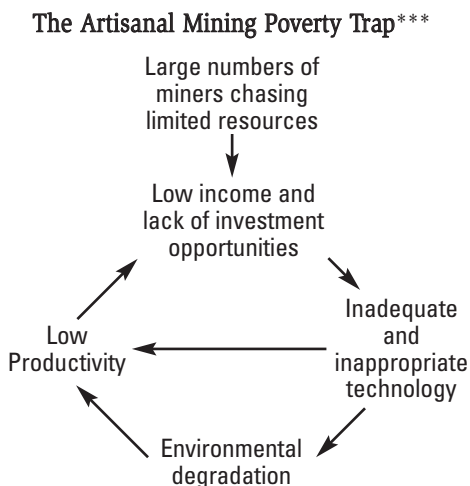 The Artisanal Mining Poverty Trap***
Large numbers of
miners chasing
limited resources
Low income and
lack of investment
opportunities
Inadequate
and
inappropriate
technology
Low
Productivity
Environmental
degradation